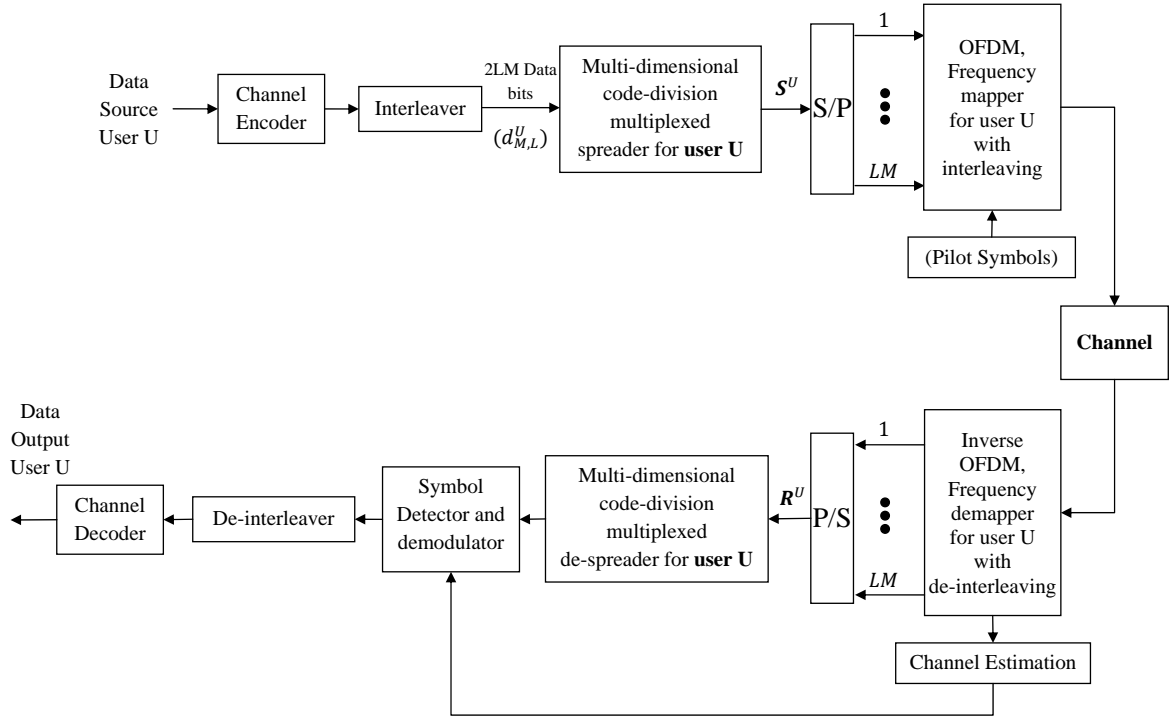 Data
Source
User U
Channel
Encoder
Interleaver
2LM Data
bits
(d^U_{M,L})
Multi-dimensional
code-division
multiplexed
spreader for user U
S^U
S/P
1
LM
OFDM,
Frequency
mapper
for user U
with
interleaving
(Pilot Symbols)
Channel
Data
Output
User U
Channel
Decoder
De-interleaver
Symbol
Detector and
demodulator
Multi-dimensional
code-division
multiplexed
de-spreader for user U
R^U
P/S
1
LM
Inverse
OFDM,
Frequency
demapper
for user U
with
de-interleaving
Channel Estimation